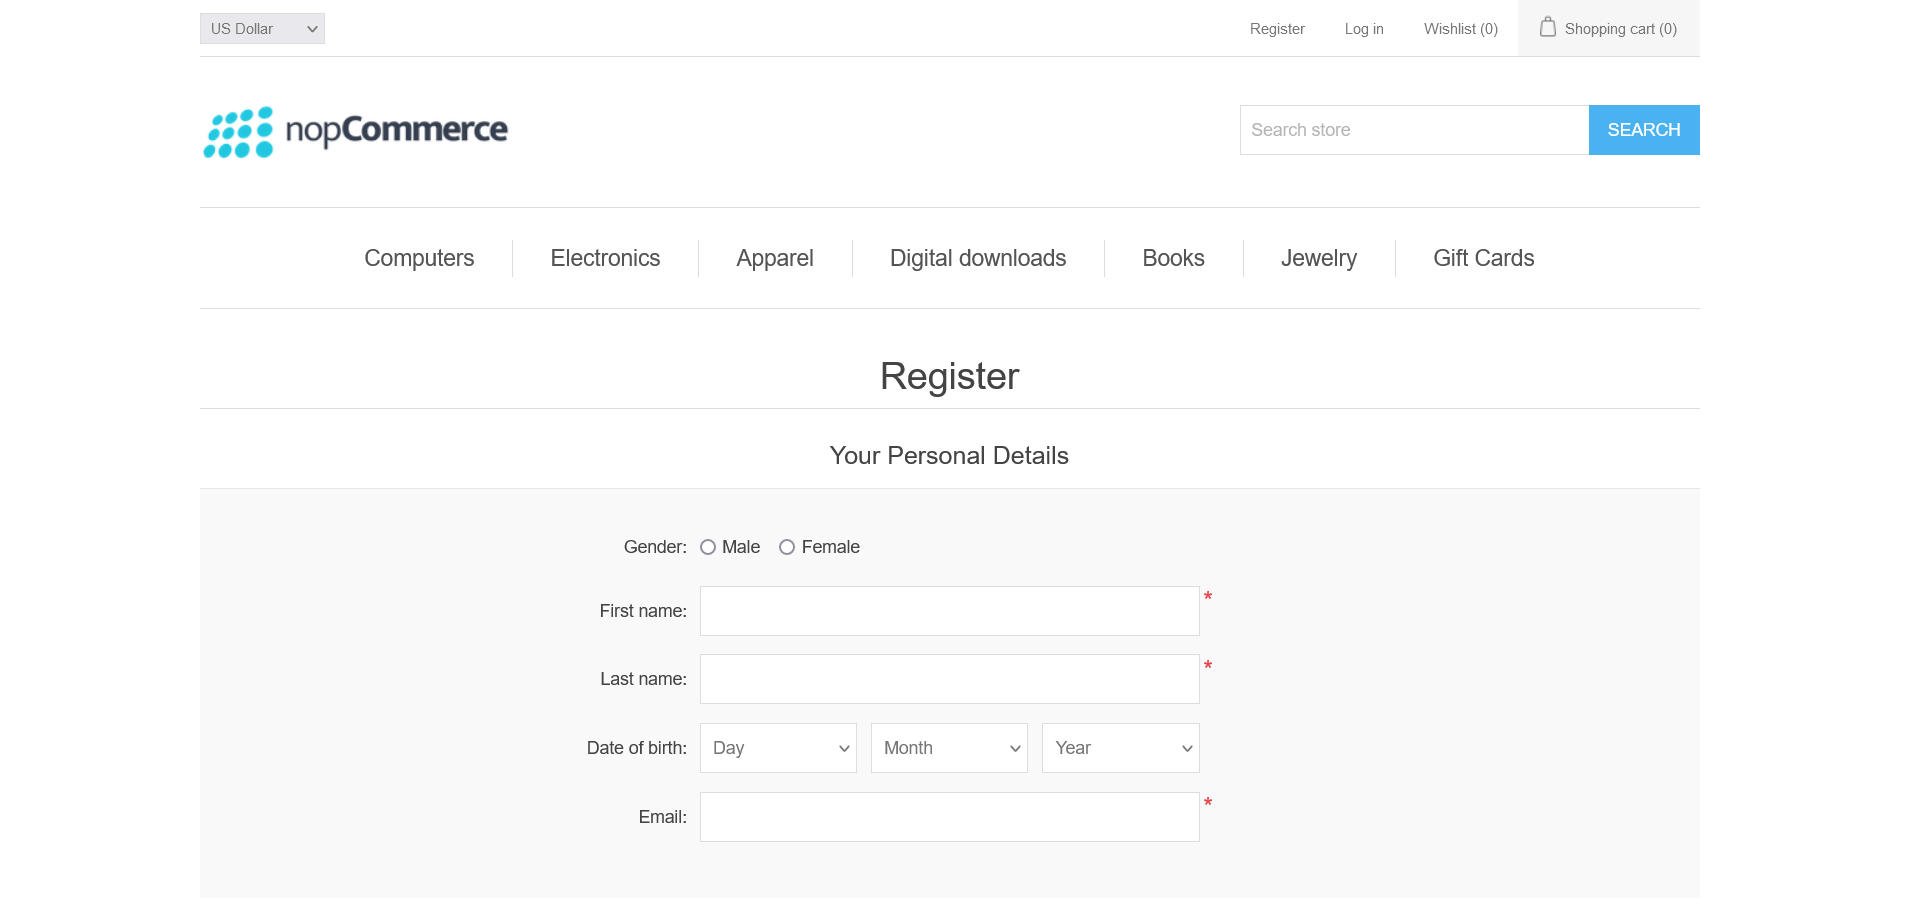 US Dollar
Register Log in Wishlist (0) Shopping cart (0)
nopCommerce
Search store SEARCH
Computers Electronics Apparel Digital downloads Books Jewelry Gift Cards
Register
Your Personal Details
Gender: Male Female
First name: *
Last name: *
Date of birth: Day Month Year
Email: *